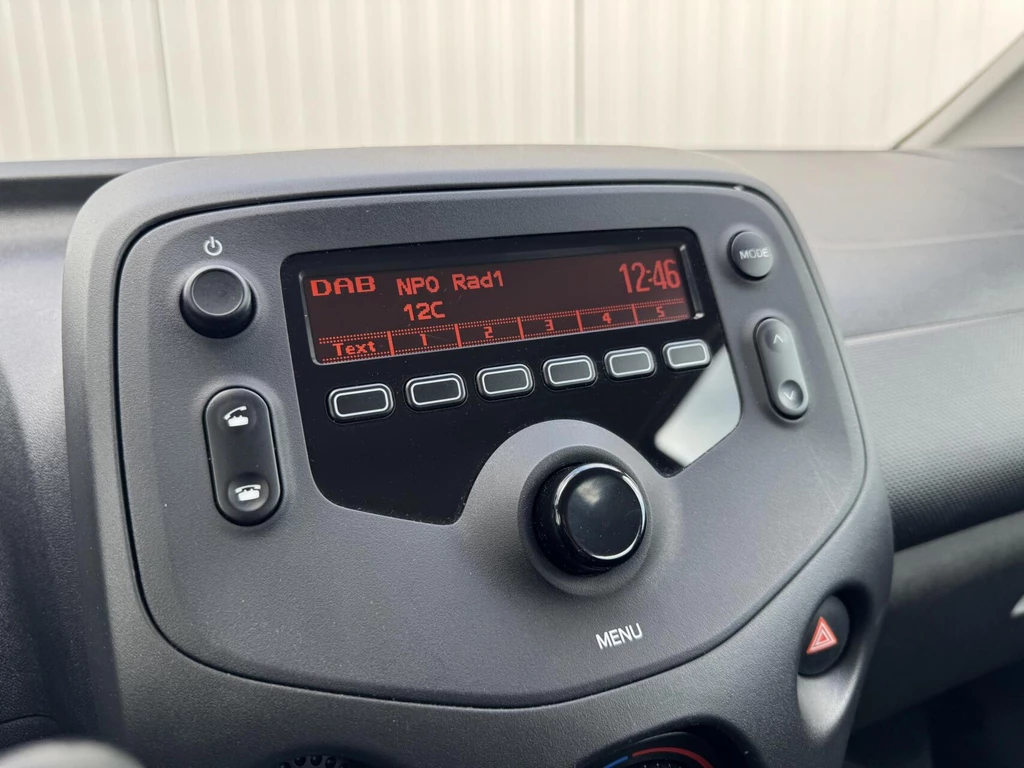 DAB NPO Rad1 12:46
12C
Text 1 2 3 4 5
MODE
MENU